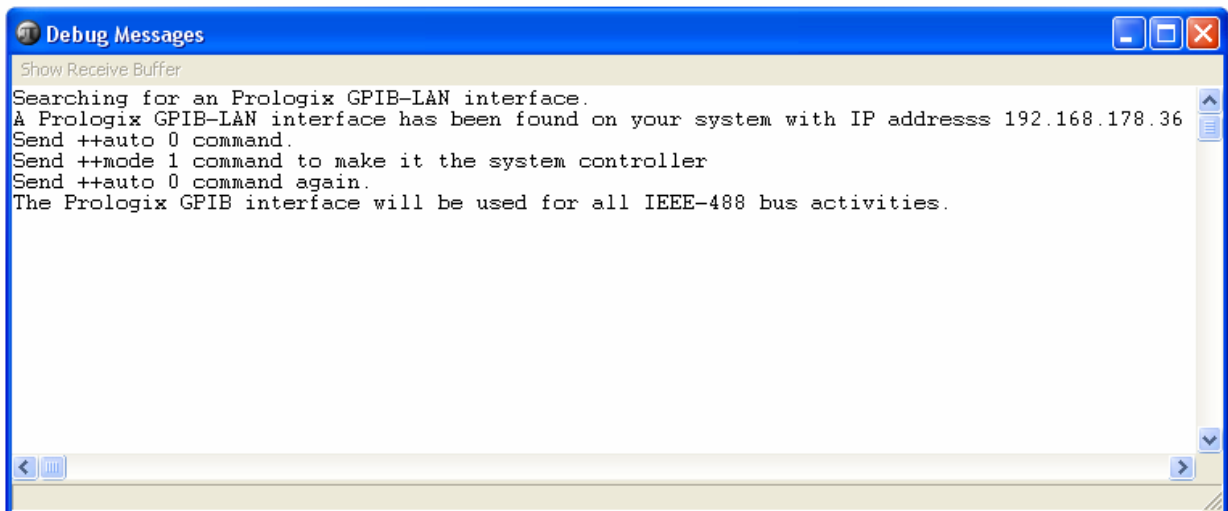 Debug Messages
Show Receive Buffer
Searching for an Prologix GPIB-LAN interface.
A Prologix GPIB-LAN interface has been found on your system with IP addresss 192.168.178.36
Send ++auto 0 command.
Send ++mode 1 command to make it the system controller
Send ++auto 0 command again.
The Prologix GPIB interface will be used for all IEEE-488 bus activities.